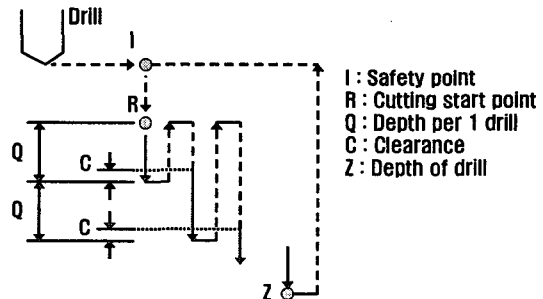 Drill
I
R
Q
C
Q
C
Z
I : Safety point
R : Cutting start point
Q : Depth per 1 drill
C : Clearance
Z : Depth of drill